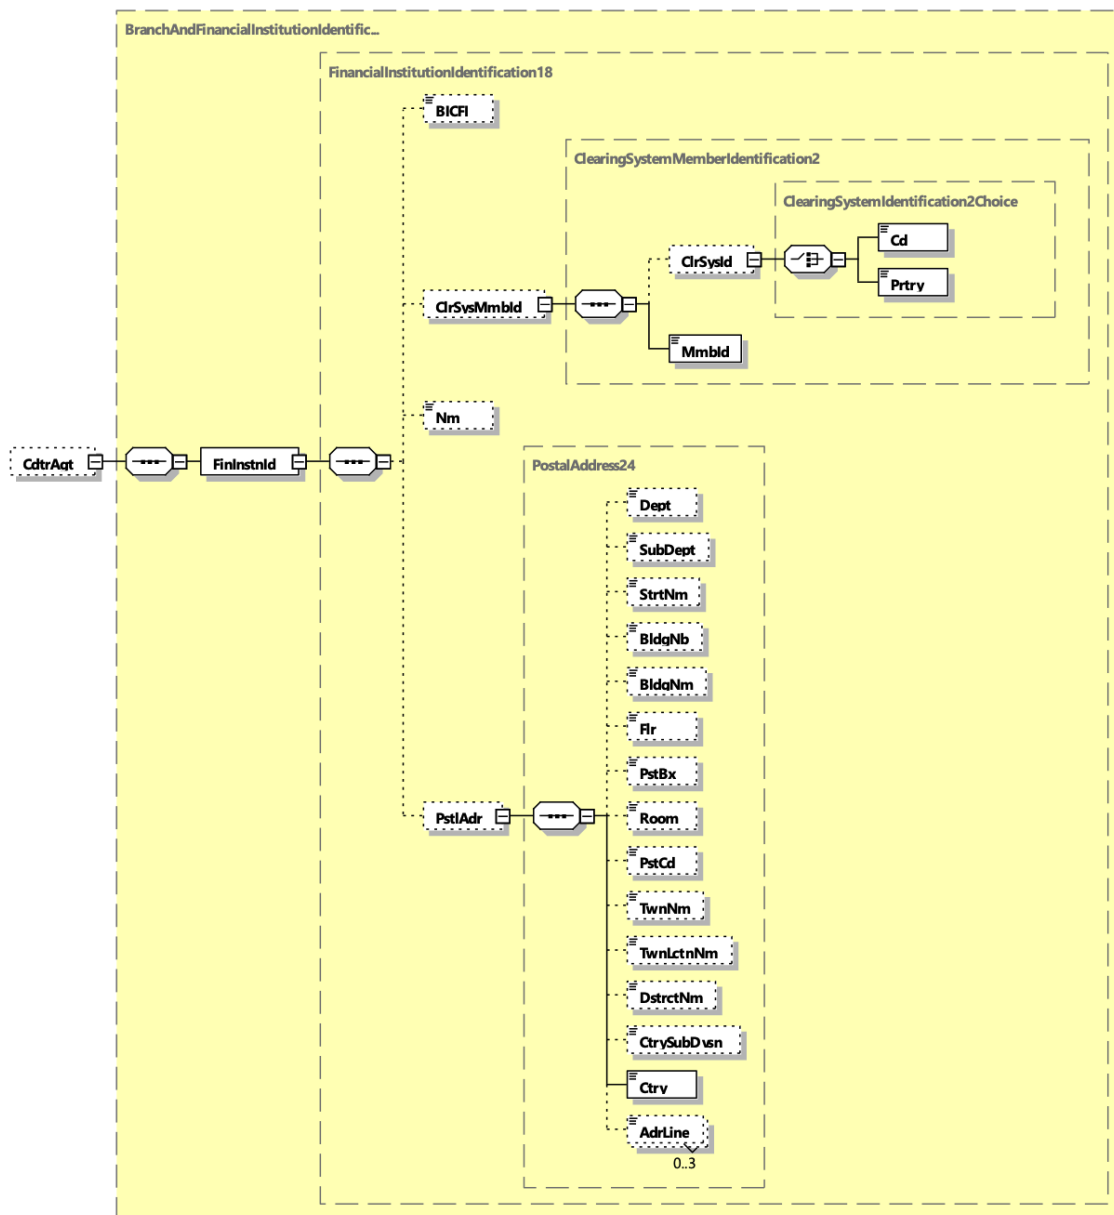 BranchAndFinancialInstitutionIdentific...
FinancialInstitutionIdentification18
BICFI
ClearingSystemMemberIdentification2
ClearingSystemIdentification2Choice
Cd
ClrSysId
Prtry
ClrSysMmbId
MmbId
Nm
CdtrAgt
FinInstnId
PostalAddress24
Dept
SubDept
StrtNm
BldgNb
BldgNm
Flr
PstBx
PstlAdr
Room
PstCd
TwnNm
TwnLctnNm
DstrctNm
CtrySubDvsn
Ctry
AdrLine
0..3